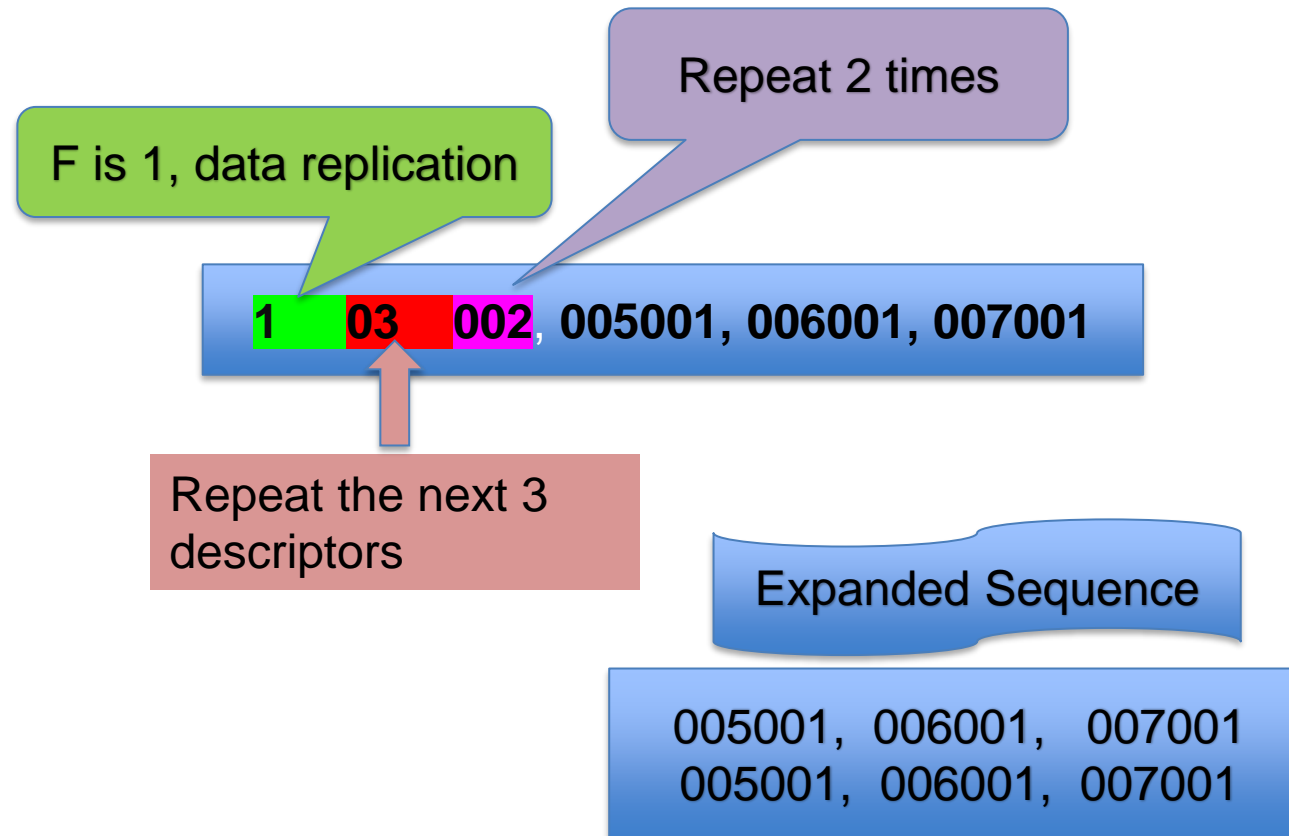 Repeat 2 times
F is 1, data replication
1 03 002, 005001, 006001, 007001
Repeat the next 3
descriptors
Expanded Sequence
005001, 006001, 007001
005001, 006001, 007001